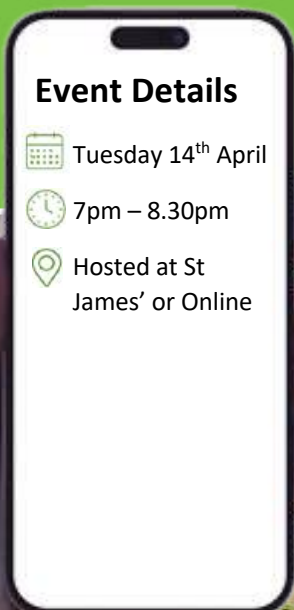 Event Details
Tuesday 14th April
7pm – 8.30pm
Hosted at St
James’ or Online